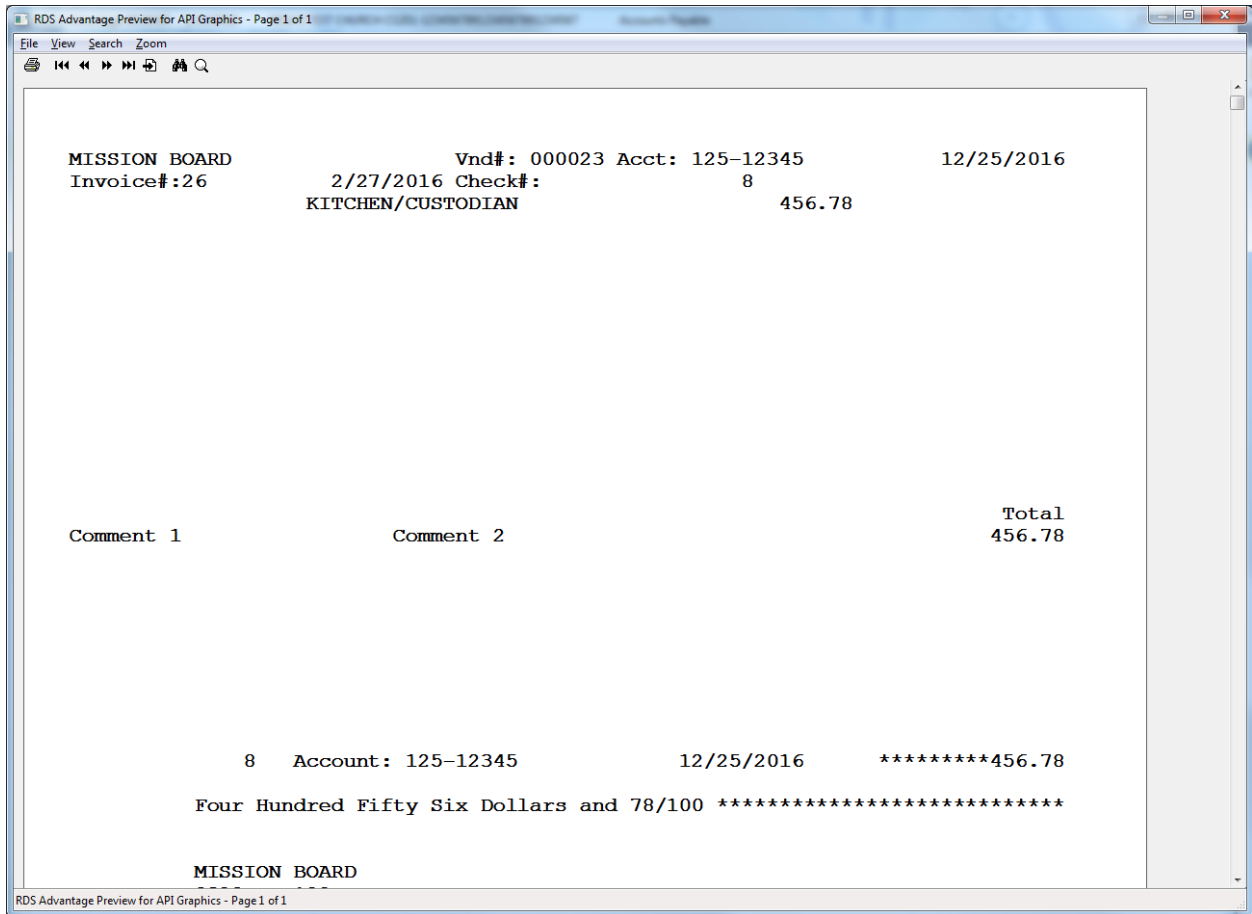 RDS Advantage Preview for API Graphics - Page 1 of 1
Accounts Payable
File View Search Zoom
MISSION BOARD Vnd#: 000023 Acct: 125-12345 12/25/2016
Invoice#:26 2/27/2016 Check#: 8
KITCHEN/CUSTODIAN 456.78
Total
Comment 1 Comment 2 456.78
8 Account: 125-12345 12/25/2016 *********456.78
Four Hundred Fifty Six Dollars and 78/100 ****************************
MISSION BOARD
RDS Advantage Preview for API Graphics - Page 1 of 1